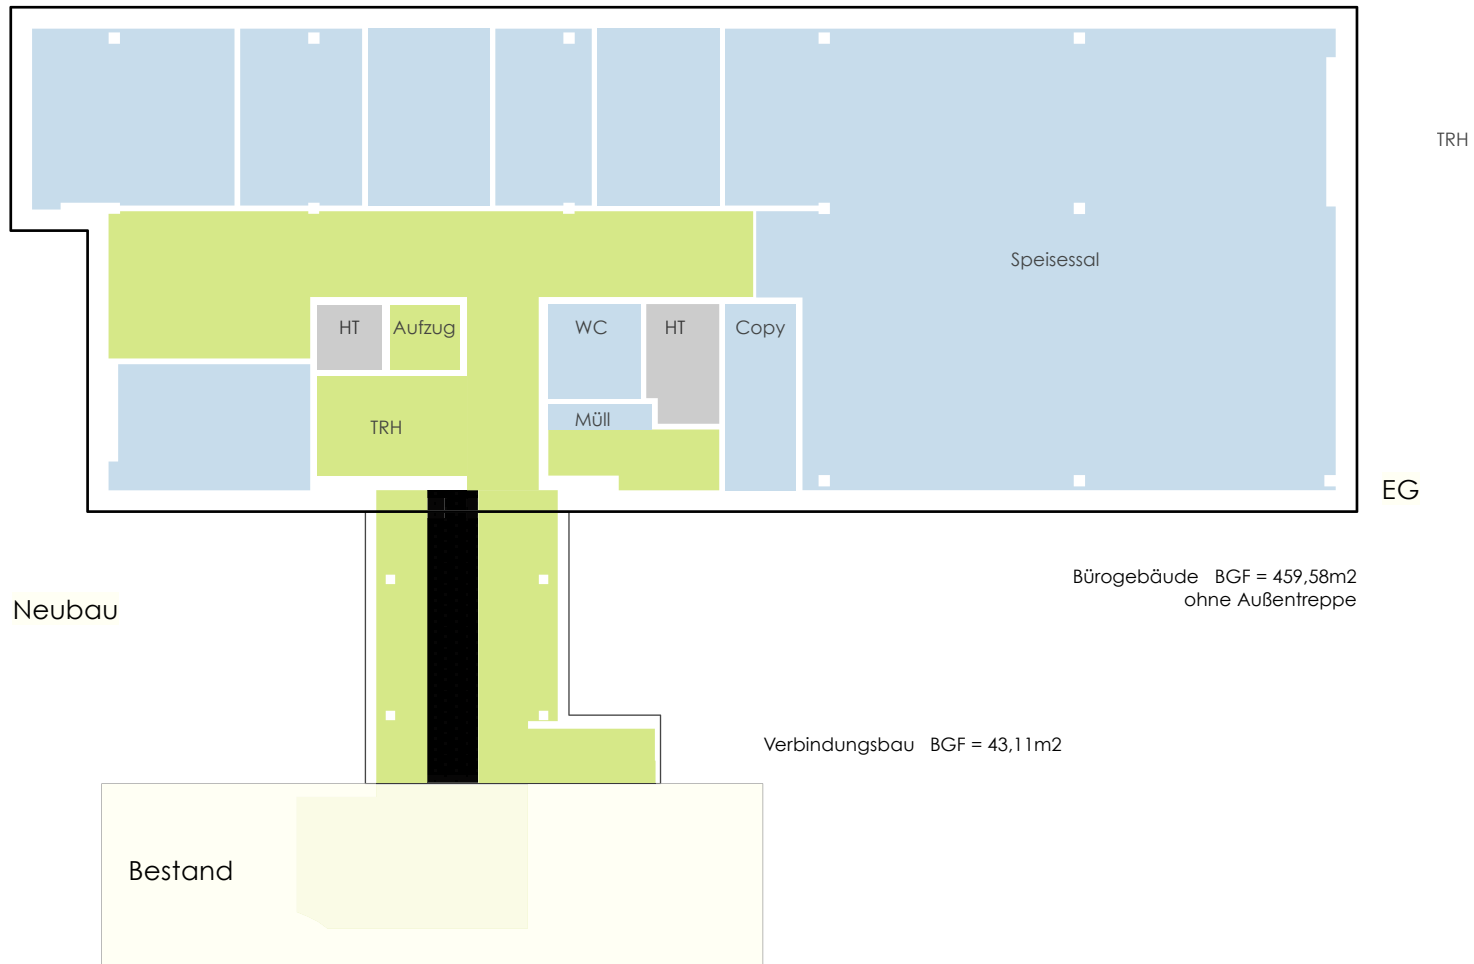 TRH
Speisessal
HT
Aufzug
WC
HT
Copy
Müll
TRH
EG
Bürogebäude BGF = 459,58m2
ohne Außentreppe
Neubau
Verbindungsbau BGF = 43,11m2
Bestand